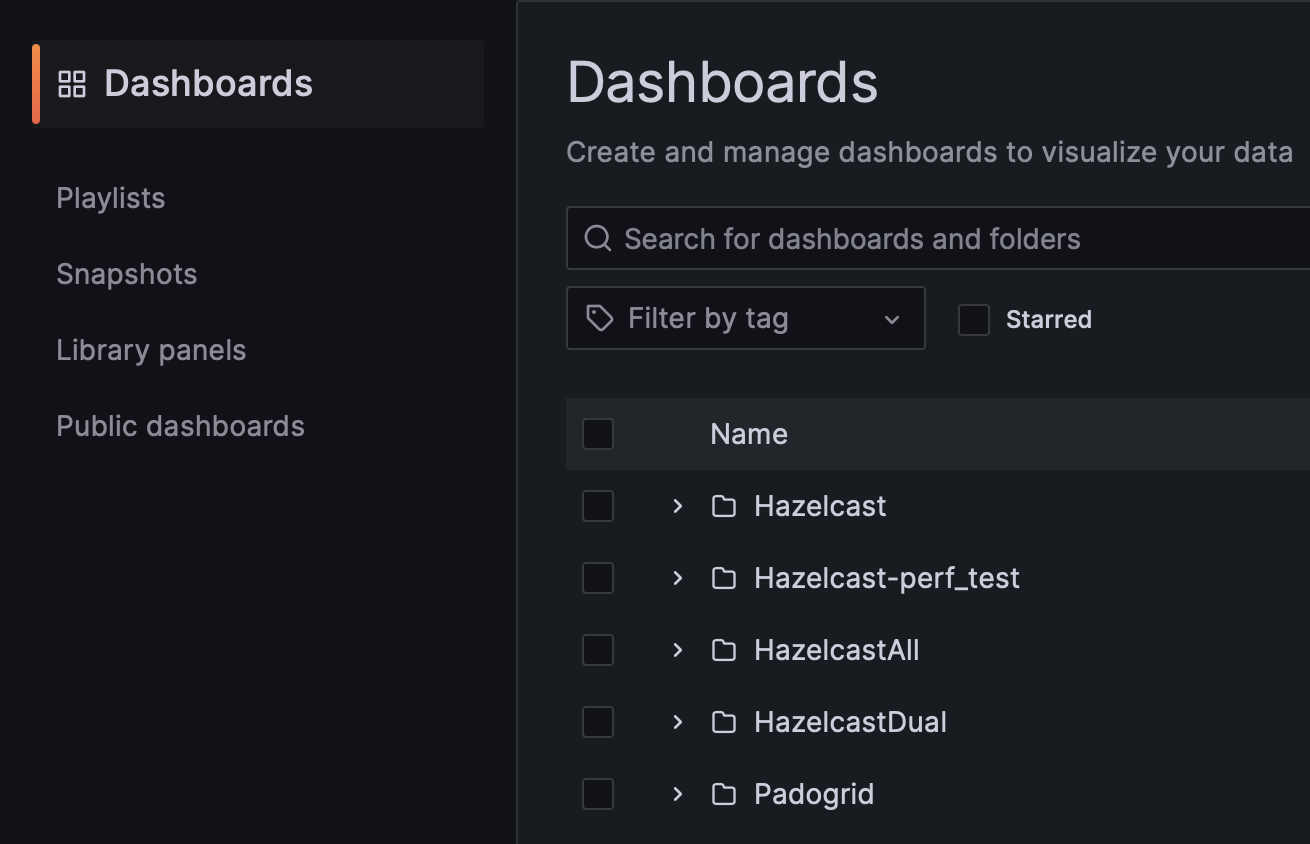 Dashboards
Playlists
Snapshots
Library panels
Public dashboards
Dashboards
Create and manage dashboards to visualize your data
Search for dashboards and folders
Filter by tag
Starred
Name
Hazelcast
Hazelcast-perf_test
HazelcastAll
HazelcastDual
Padogrid